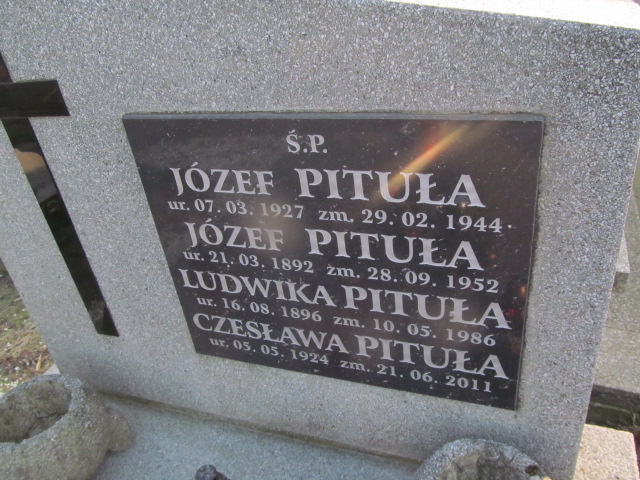 Ś.P.
JÓZEF PITUŁA
ur. 07. 03. 1927 zm. 29. 02. 1944
JÓZEF PITUŁA
ur. 21. 03. 1892 zm. 28. 09. 1952
LUDWIKA PITUŁA
ur. 16. 08. 1896 zm. 10. 05. 1986
CZESŁAWA PITUŁA
ur. 05. 05. 1924 zm. 21. 06. 2011